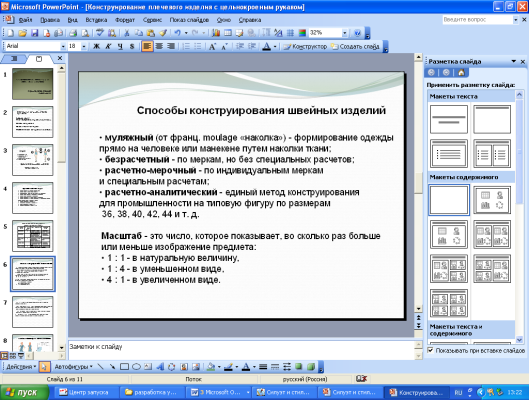 Microsoft PowerPoint - [Конструирование плечевого изделия с цельнокроеным рукавом]
Файл Правка Вид Вставка Формат Сервис Показ слайдов Окно Справка
Введите вопрос
32%
Arial 18 Ж К Ч S Конструктор Создать слайд
Разметка слайда
Применить разметку слайда:
Макеты текста
Макеты содержимого
Макеты текста и содержимого
Показывать при вставке слайдов
1
2
3
4
5
6
7
8
Способы конструирования швейных изделий
• муляжный (от франц. moulage «наколка») - формирование одежды
прямо на человеке или манекене путем наколки ткани;
• безрасчетный - по меркам, но без специальных расчетов;
• расчетно-мерочный - по индивидуальным меркам
и специальным расчетам;
• расчетно-аналитический - единый метод конструирования
для промышленности на типовую фигуру по размерам
36, 38, 40, 42, 44 и т. д.
Масштаб - это число, которое показывает, во сколько раз больше
или меньше изображение предмета:
• 1 : 1 - в натуральную величину,
• 1 : 4 - в уменьшенном виде,
• 4 : 1 - в увеличенном виде.
Заметки к слайду
Действия Автофигуры
Слайд 6 из 11 Поток русский (Россия)
пуск Центр запуска разработка у... 3 Microsoft O... Силуэт и стил... Силуэт и стил... Конструирова... RU 13:22